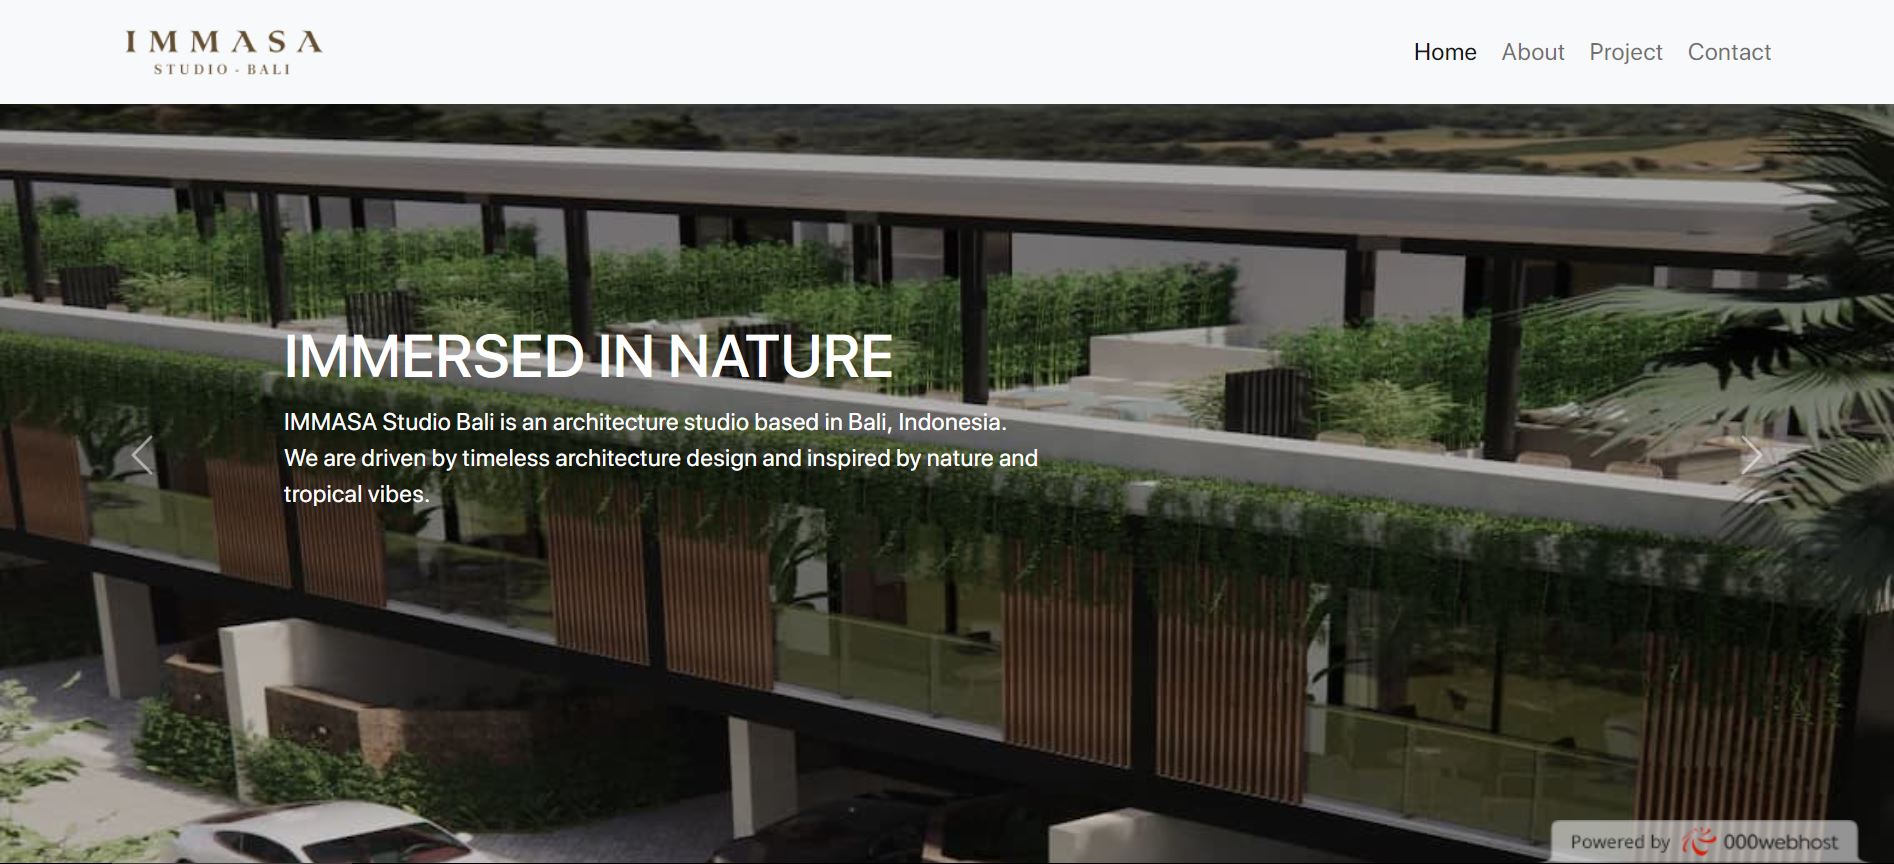 IMMASA
STUDIO - BALI
Home About Project Contact
IMMERSED IN NATURE
IMMASA Studio Bali is an architecture studio based in Bali, Indonesia.
We are driven by timeless architecture design and inspired by nature and
tropical vibes.
Powered by 000webhost